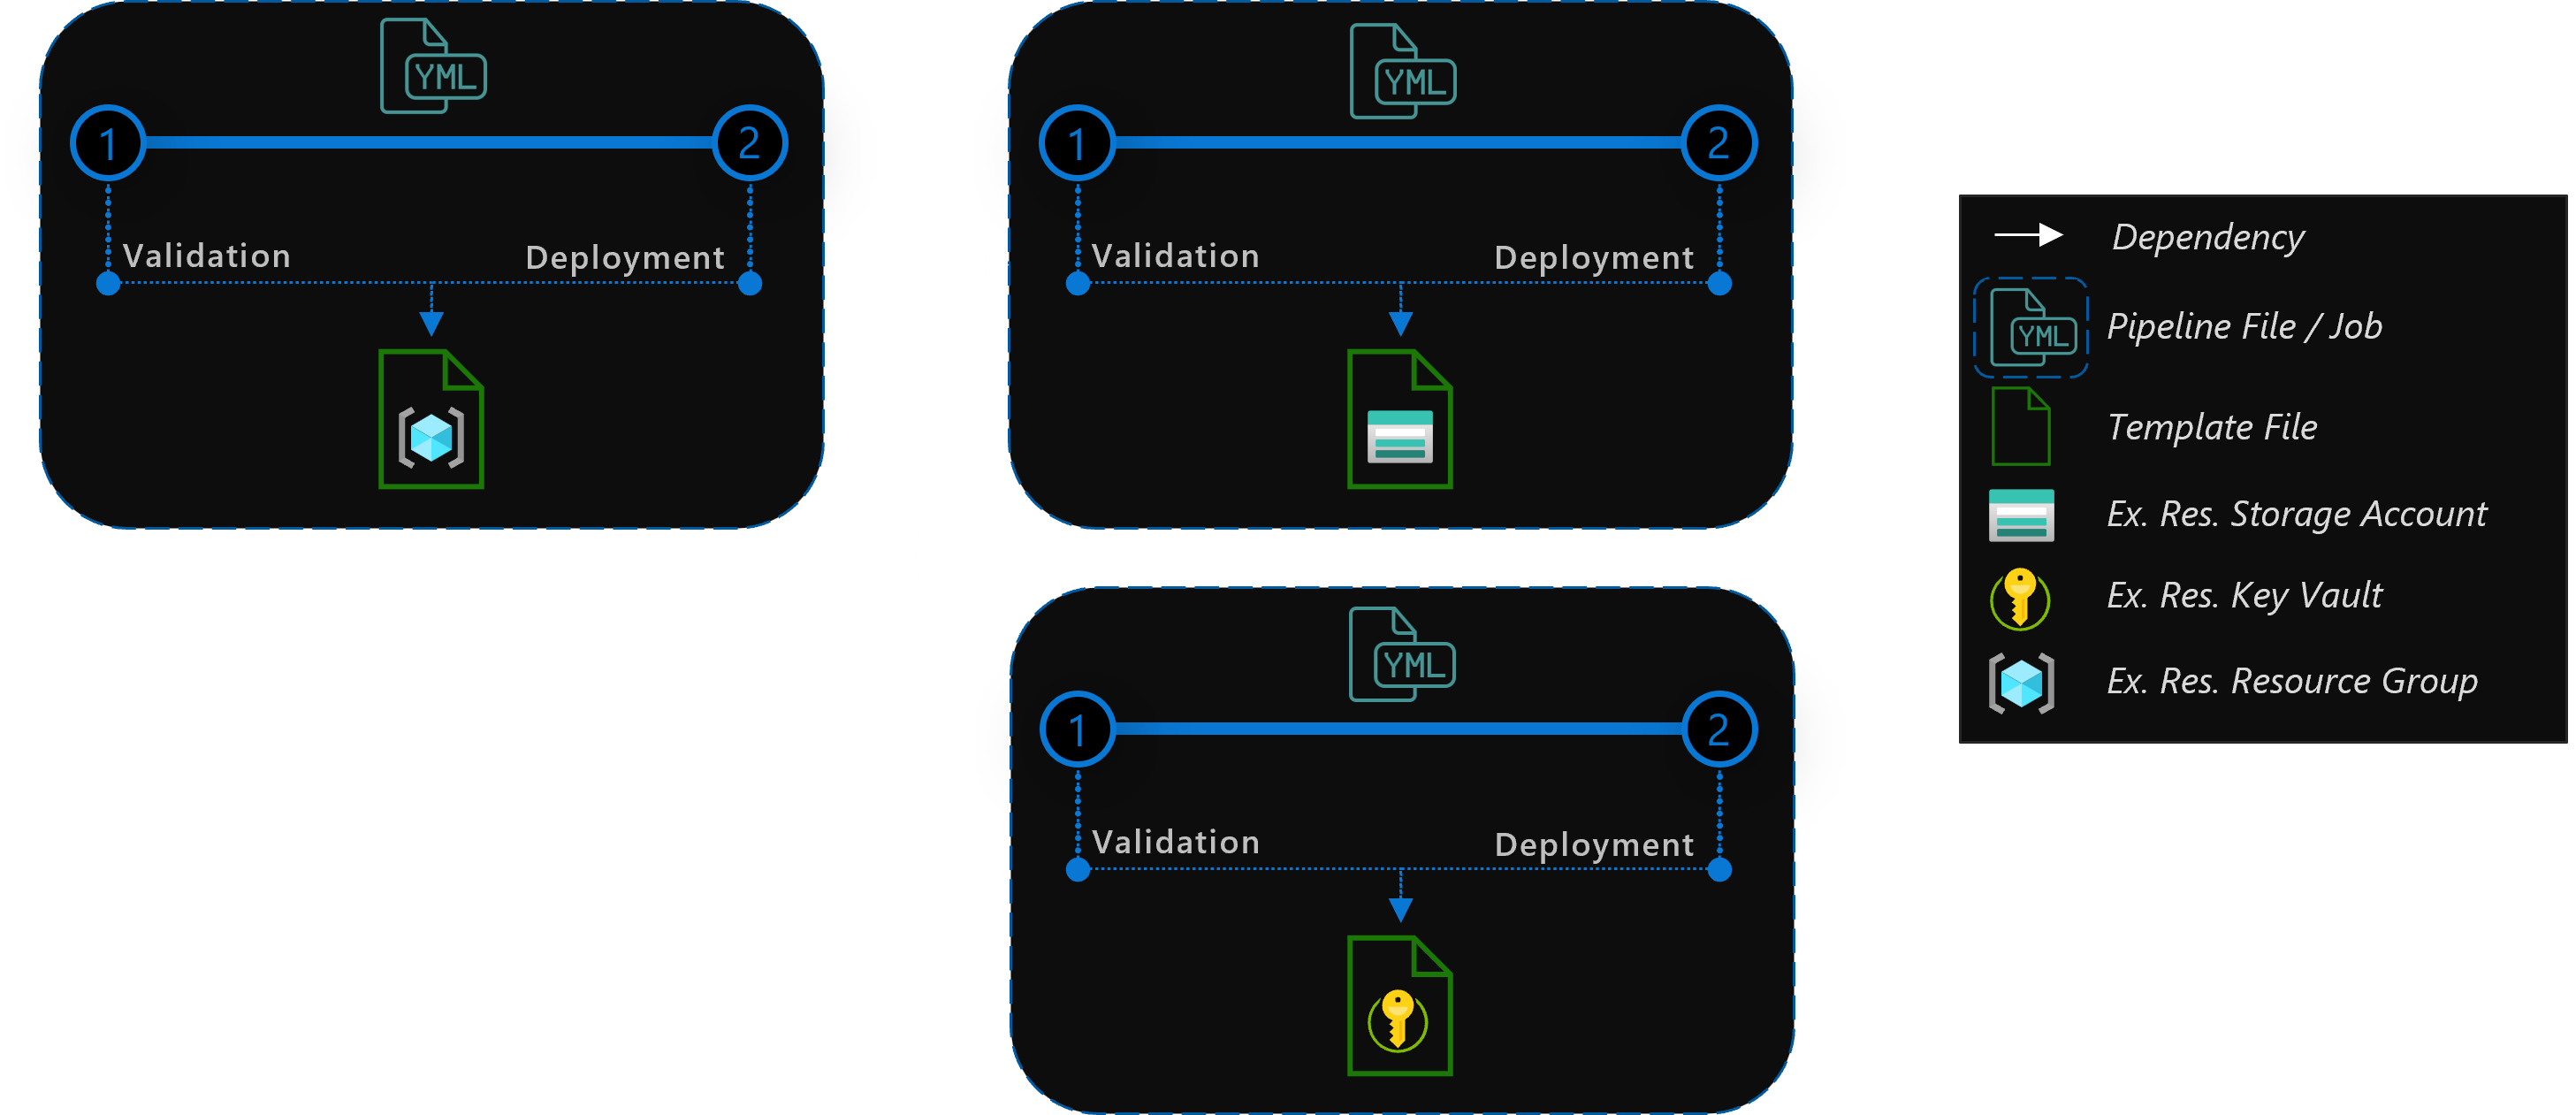 YML
1
2
Validation
Deployment
YML
1
2
Validation
Deployment
YML
1
2
Validation
Deployment
Dependency
YML
Pipeline File / Job
Template File
Ex. Res. Storage Account
Ex. Res. Key Vault
Ex. Res. Resource Group